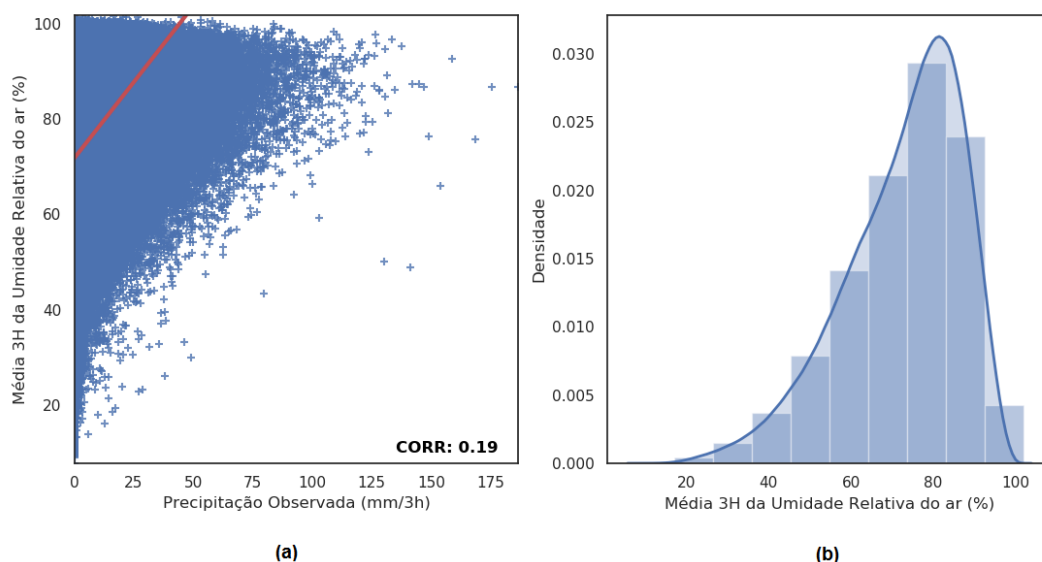 100
80
60
40
20
Média 3H da Umidade Relativa do ar (%)
CORR: 0.19
0 25 50 75 100 125 150 175
Precipitação Observada (mm/3h)
(a)
0.030
0.025
0.020
0.015
0.010
0.005
0.000
Densidade
20 40 60 80 100
Média 3H da Umidade Relativa do ar (%)
(b)